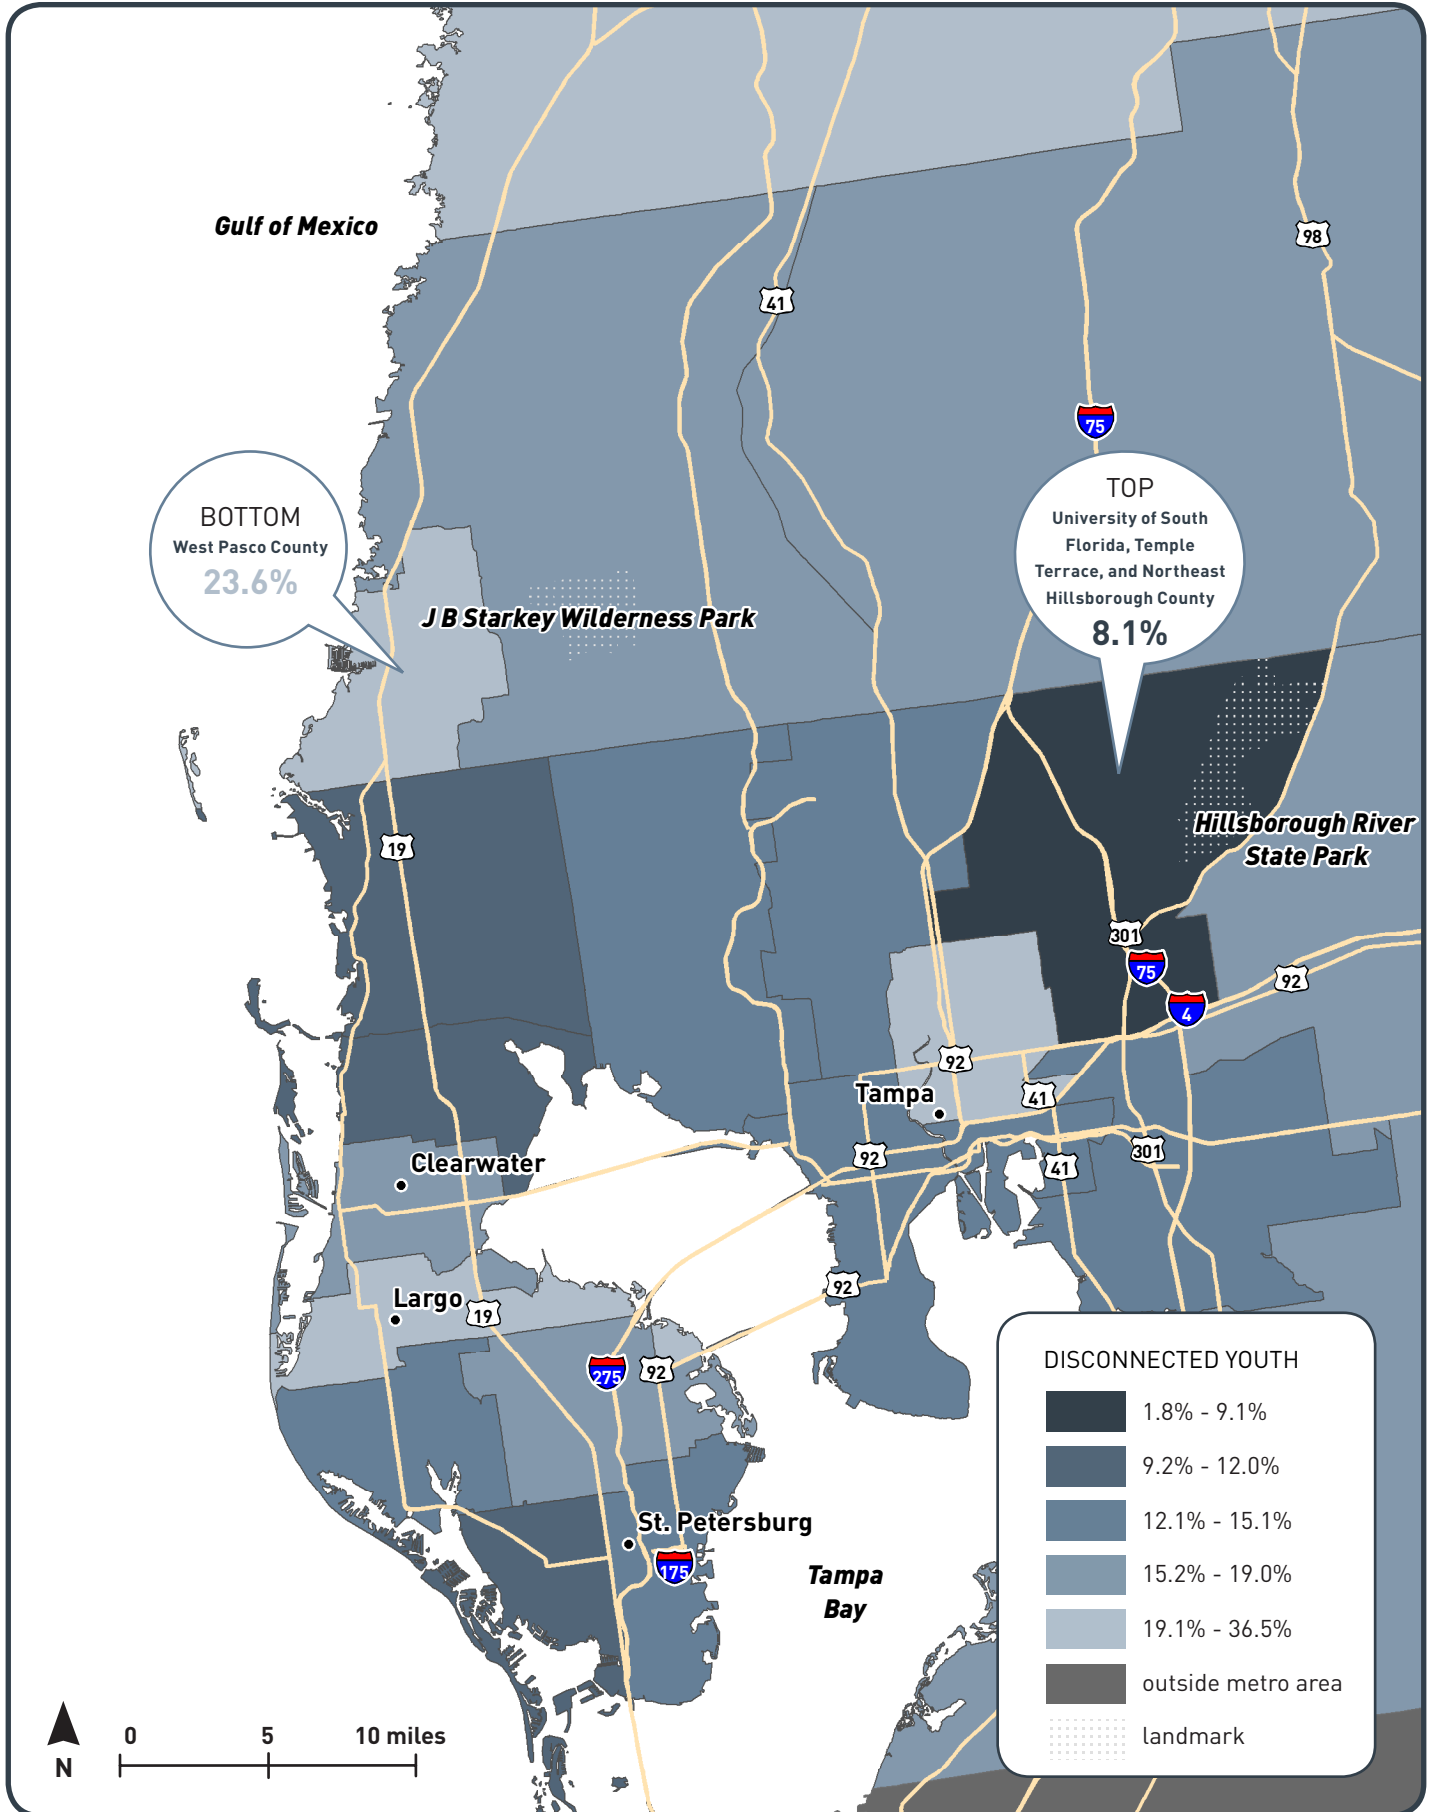 Gulf of Mexico
98
41
75
BOTTOM
West Pasco County
23.6%
TOP
University of South
Florida, Temple
Terrace, and Northeast
Hillsborough County
8.1%
J B Starkey Wilderness Park
Hillsborough River
State Park
19
301
75
92
4
92
Tampa
41
92
301
41
Clearwater
92
Largo
19
275
92
St. Petersburg
175
Tampa
Bay
DISCONNECTED YOUTH
1.8% - 9.1%
9.2% - 12.0%
12.1% - 15.1%
15.2% - 19.0%
19.1% - 36.5%
outside metro area
landmark
N
0 5 10 miles